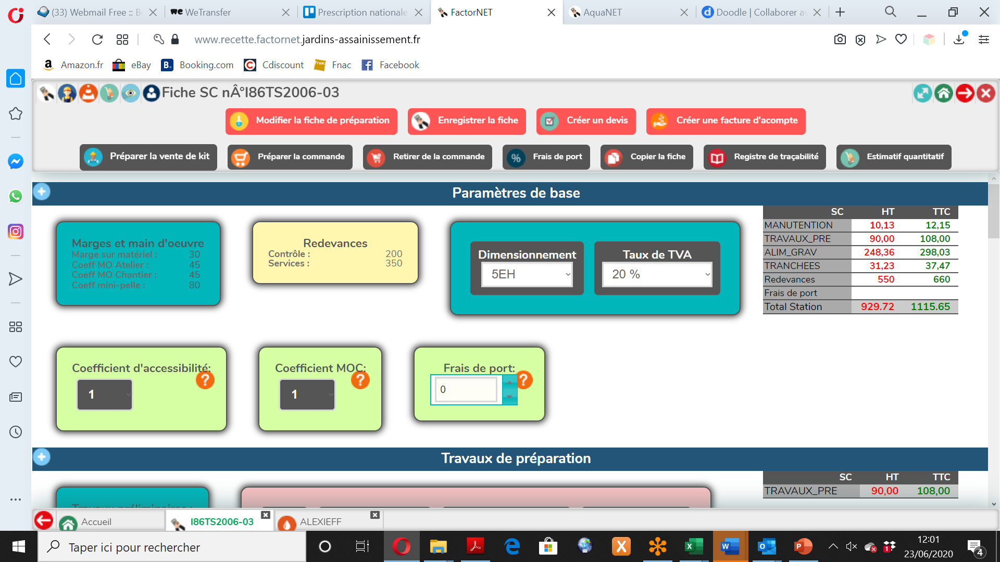 (33) Webmail Free :: Bo
WeTransfer
Prescription nationale
FactorNET
AquaNET
Doodle | Collaborer av
www.recette.factornet.jardins-assainissement.fr
Amazon.fr
eBay
Booking.com
Cdiscount
Fnac
Facebook
Fiche SC nÂ°I86TS2006-03
Modifier la fiche de préparation
Enregistrer la fiche
Créer un devis
Créer une facture d'acompte
Préparer la vente de kit
Préparer la commande
Retirer de la commande
Frais de port
Copier la fiche
Registre de traçabilité
Estimatif quantitatif
Paramètres de base
Marges et main d'oeuvre
Marge sur matériel : 30
Coeff MO Atelier : 45
Coeff MO Chantier : 45
Coeff mini-pelle : 80
Redevances
Contrôle : 200
Services : 350
Dimensionnement
5EH
Taux de TVA
20 %
SC HT TTC
MANUTENTION 10,13 12,15
TRAVAUX_PRE 90,00 108,00
ALIM_GRAV 248,36 298,03
TRANCHEES 31,23 37,47
Redevances 550 660
Frais de port
Total Station 929.72 1115.65
Coefficient d'accessibilité:
1
Coefficient MOC:
1
Frais de port:
0
Travaux de préparation
SC HT TTC
TRAVAUX_PRE 90,00 108,00
Travaux préliminaires :
Accueil
I86TS2006-03
ALEXIEFF
Taper ici pour rechercher
12:01
23/06/2020
4